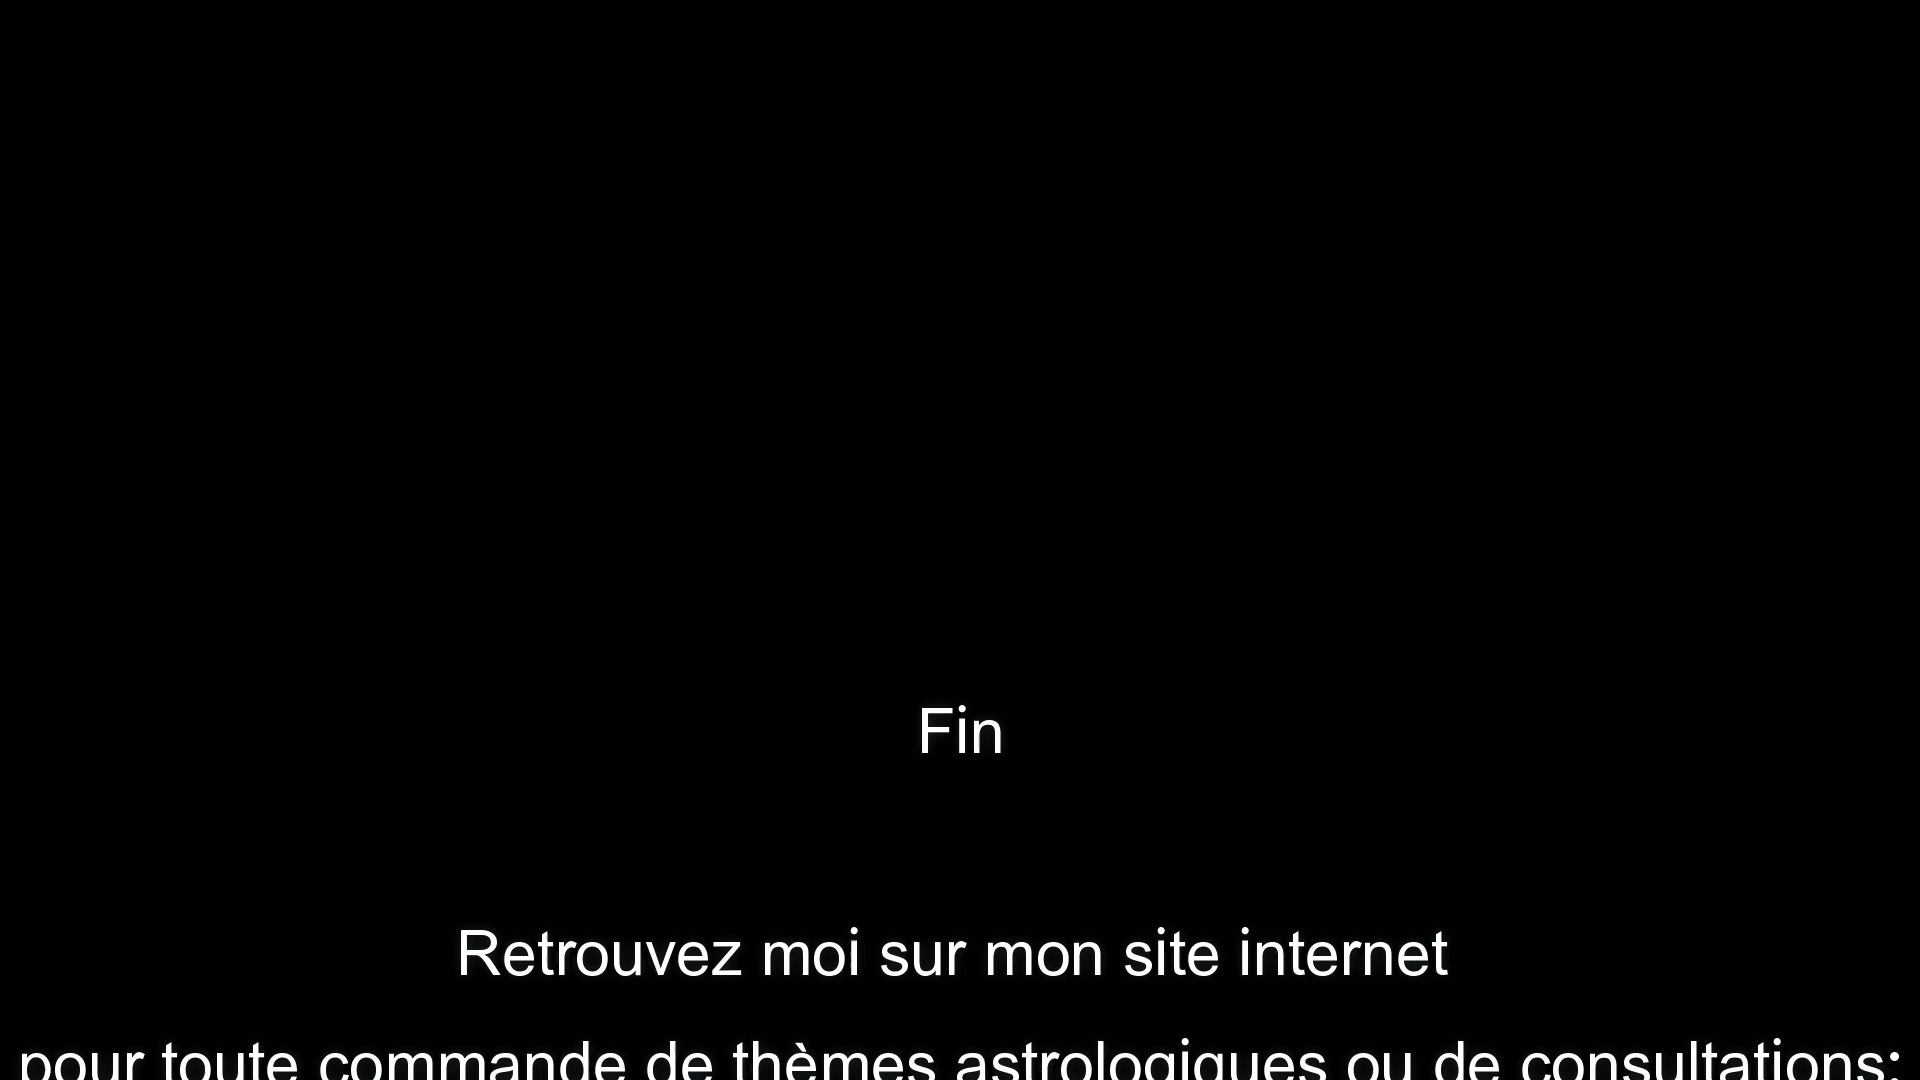 Fin
Retrouvez moi sur mon site internet
pour toute commande de thèmes astrologiques ou de consultations: